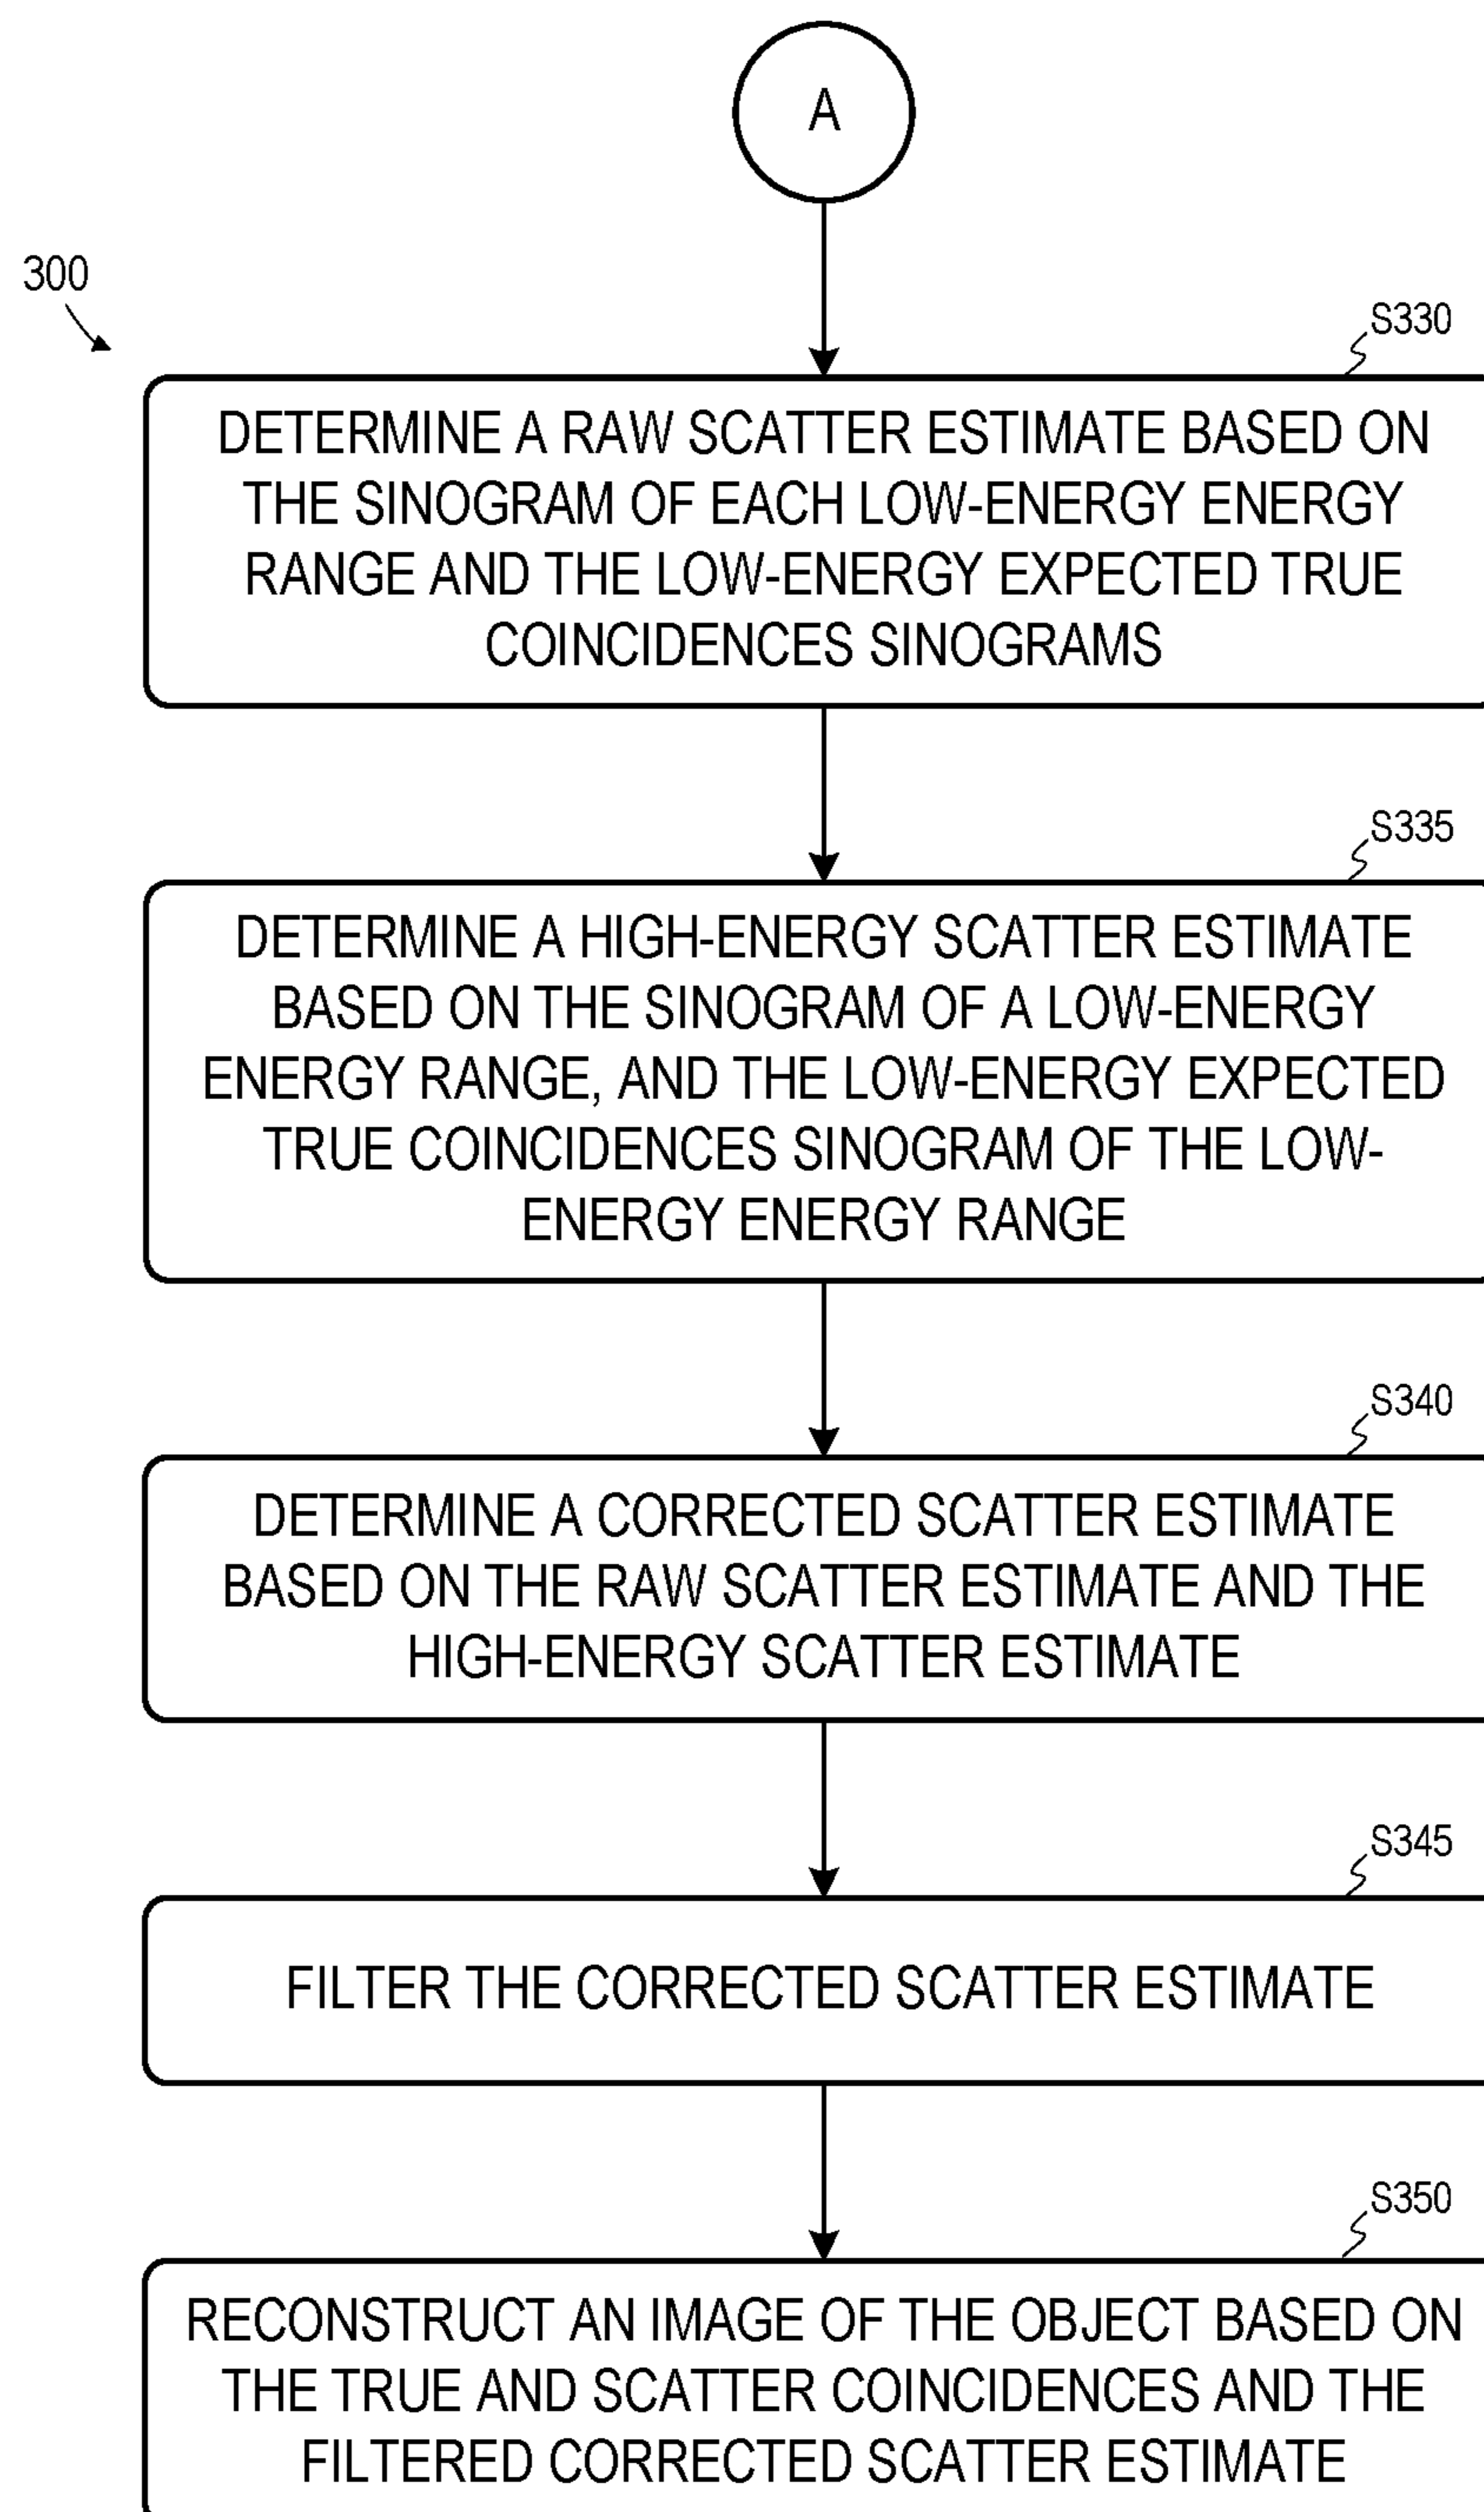 A
300
S330
DETERMINE A RAW SCATTER ESTIMATE BASED ON
THE SINOGRAM OF EACH LOW-ENERGY ENERGY
RANGE AND THE LOW-ENERGY EXPECTED TRUE
COINCIDENCES SINOGRAMS
S335
DETERMINE A HIGH-ENERGY SCATTER ESTIMATE
BASED ON THE SINOGRAM OF A LOW-ENERGY
ENERGY RANGE, AND THE LOW-ENERGY EXPECTED
TRUE COINCIDENCES SINOGRAM OF THE LOW-
ENERGY ENERGY RANGE
S340
DETERMINE A CORRECTED SCATTER ESTIMATE
BASED ON THE RAW SCATTER ESTIMATE AND THE
HIGH-ENERGY SCATTER ESTIMATE
S345
FILTER THE CORRECTED SCATTER ESTIMATE
S350
RECONSTRUCT AN IMAGE OF THE OBJECT BASED ON
THE TRUE AND SCATTER COINCIDENCES AND THE
FILTERED CORRECTED SCATTER ESTIMATE